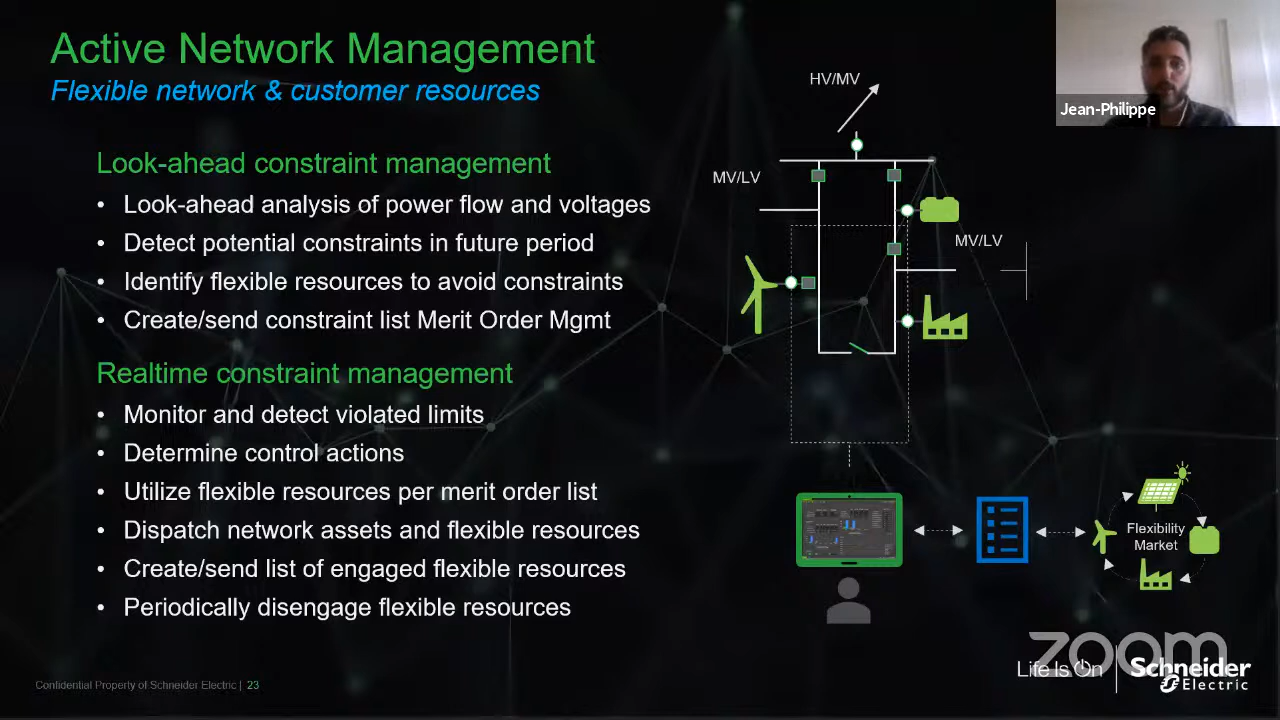 Active Network Management
Flexible network & customer resources
Look-ahead constraint management
• Look-ahead analysis of power flow and voltages
• Detect potential constraints in future period
• Identify flexible resources to avoid constraints
• Create/send constraint list Merit Order Mgmt
Realtime constraint management
• Monitor and detect violated limits
• Determine control actions
• Utilize flexible resources per merit order list
• Dispatch network assets and flexible resources
• Create/send list of engaged flexible resources
• Periodically disengage flexible resources
HV/MV
MV/LV
MV/LV
Flexibility
Market
Jean-Philippe
zoom
Life Is On
Schneider
Electric
Confidential Property of Schneider Electric | 23